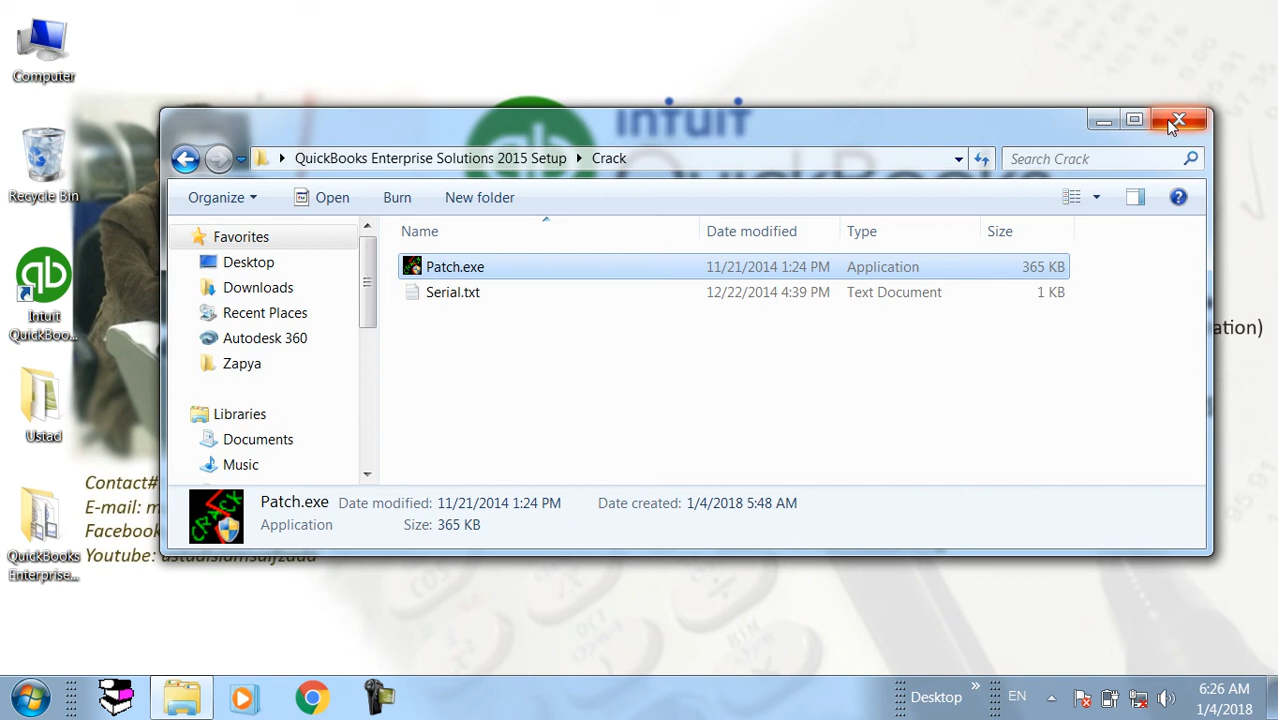 Computer
Recycle Bin
Intuit
QuickBoo...
Ustad
QuickBooks
Enterprise...
intuit
QuickBooks Enterprise Solutions 2015 Setup
Crack
Search Crack
Organize
Open
Burn
New folder
Favorites
Desktop
Downloads
Recent Places
Autodesk 360
Zapya
Libraries
Documents
Music
Name
Date modified
Type
Size
Patch.exe
11/21/2014 1:24 PM
Application
365 KB
Serial.txt
12/22/2014 4:39 PM
Text Document
1 KB
CRACK
Patch.exe
Date modified: 11/21/2014 1:24 PM
Date created: 1/4/2018 5:48 AM
Application
Size: 365 KB
Contact#
E-mail:
Facebook
Youtube:
Desktop
»
EN
6:26 AM
1/4/2018